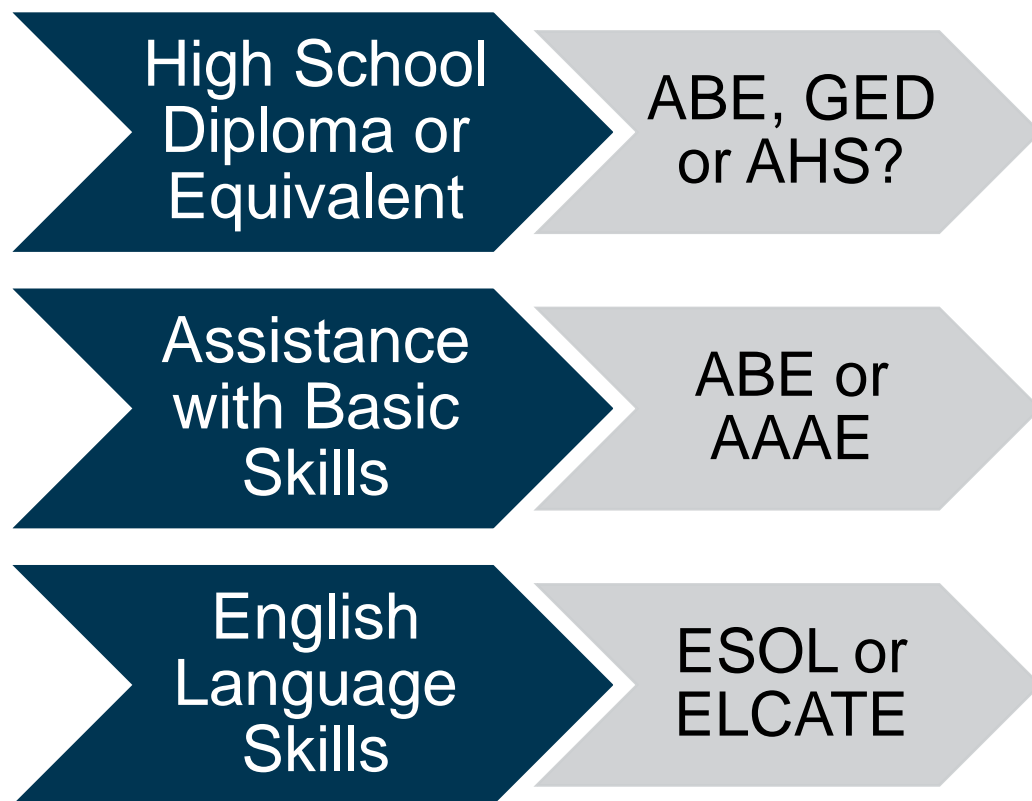 High School
Diploma or
Equivalent
ABE, GED
or AHS?
Assistance
with Basic
Skills
ABE or
AAAE
English
Language
Skills
ESOL or
ELCATE